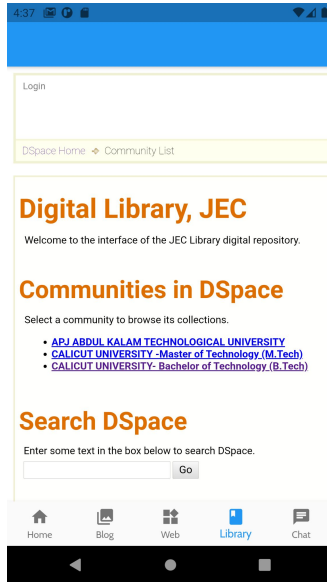 4:37
Login
DSpace Home Community List
Digital Library, JEC
Welcome to the interface of the JEC Library digital repository.
Communities in DSpace
Select a community to browse its collections.
APJ ABDUL KALAM TECHNOLOGICAL UNIVERSITY
CALICUT UNIVERSITY -Master of Technology (M.Tech)
CALICUT UNIVERSITY- Bachelor of Technology (B.Tech)
Search DSpace
Enter some text in the box below to search DSpace.
Go
Home Blog Web Library Chat